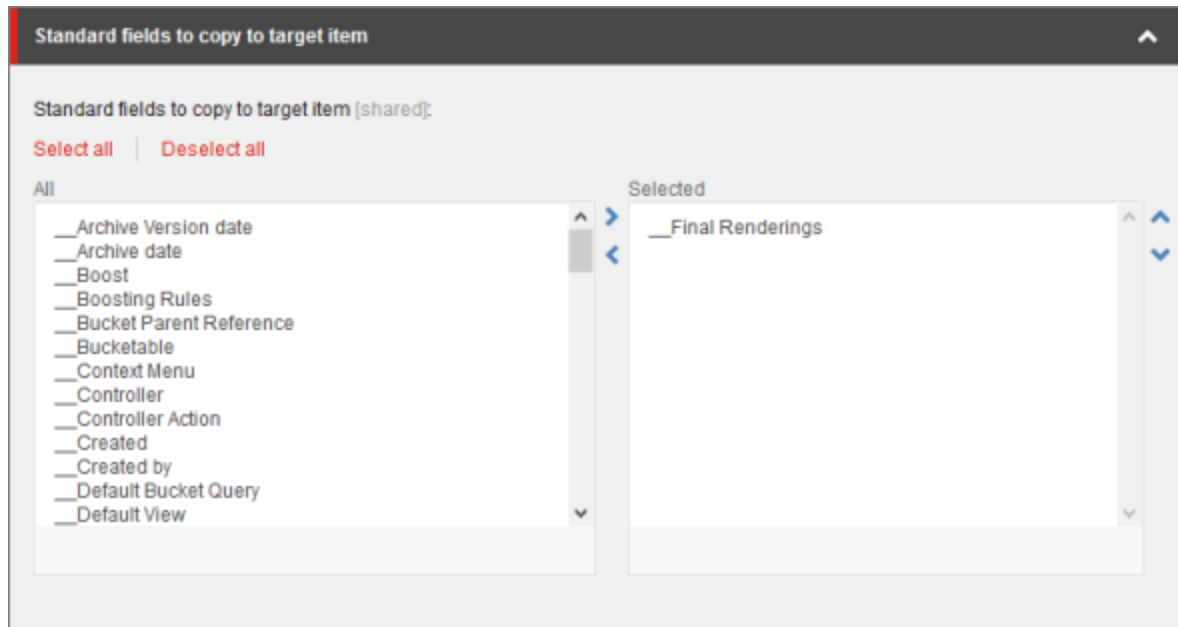 Standard fields to copy to target item
Standard fields to copy to target item [shared]:
Select all Deselect all
All
__Archive Version date
__Archive date
__Boost
__Boosting Rules
__Bucket Parent Reference
__Bucketable
__Context Menu
__Controller
__Controller Action
__Created
__Created by
__Default Bucket Query
__Default View
Selected
__Final Renderings